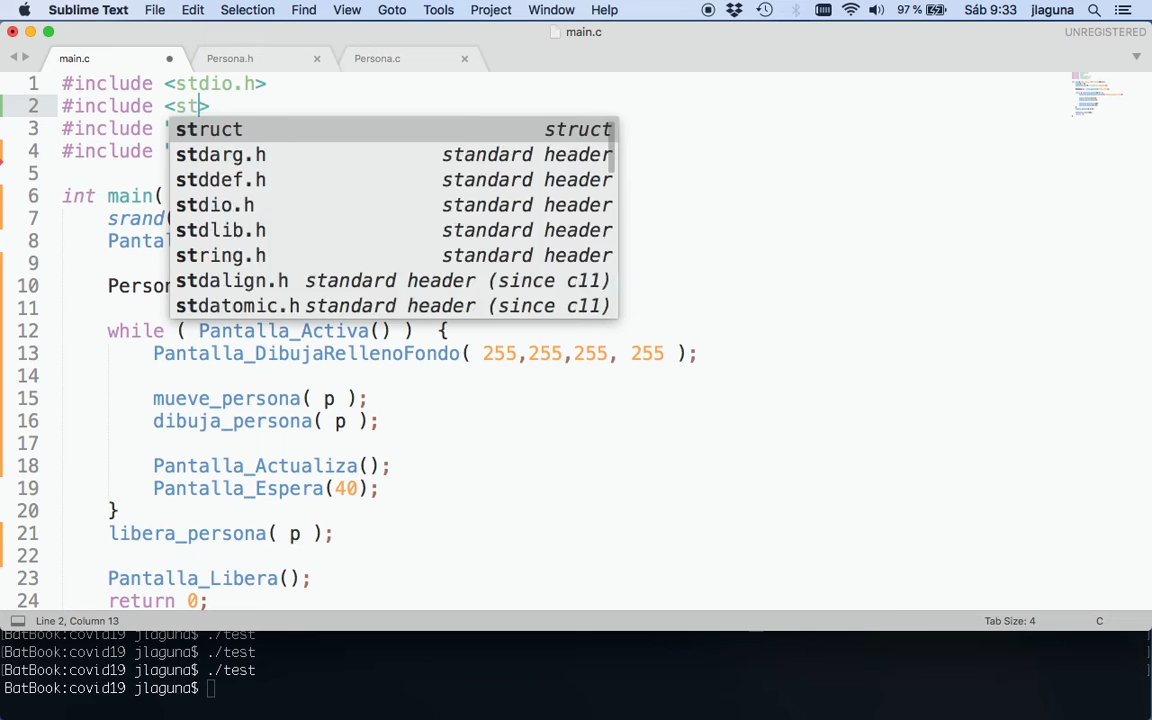 Sublime Text File Edit Selection Find View Goto Tools Project Window Help 97 % Sáb 9:33 jlaguna
main.c UNREGISTERED
main.c Persona.h Persona.c
1 #include <stdio.h>
2 #include <st>
3 #include "
4 #include "
struct struct
stdarg.h standard header
stddef.h standard header
stdio.h standard header
stdlib.h standard header
string.h standard header
stdalign.h standard header (since c11)
stdatomic.h standard header (since c11)
5
6 int main(
7 srand(
8 Panta
9
10 Perso
11
12 while ( Pantalla_Activa() ) {
13 Pantalla_DibujaRellenoFondo( 255,255,255, 255 );
14
15 mueve_persona( p );
16 dibuja_persona( p );
17
18 Pantalla_Actualiza();
19 Pantalla_Espera(40);
20 }
21 libera_persona( p );
22
23 Pantalla_Libera();
24 return 0;
Line 2, Column 13 Tab Size: 4 C
[BatBook:covid19 jlaguna$ ./test ]
[BatBook:covid19 jlaguna$ ./test ]
[BatBook:covid19 jlaguna$ ./test ]
BatBook:covid19 jlaguna$